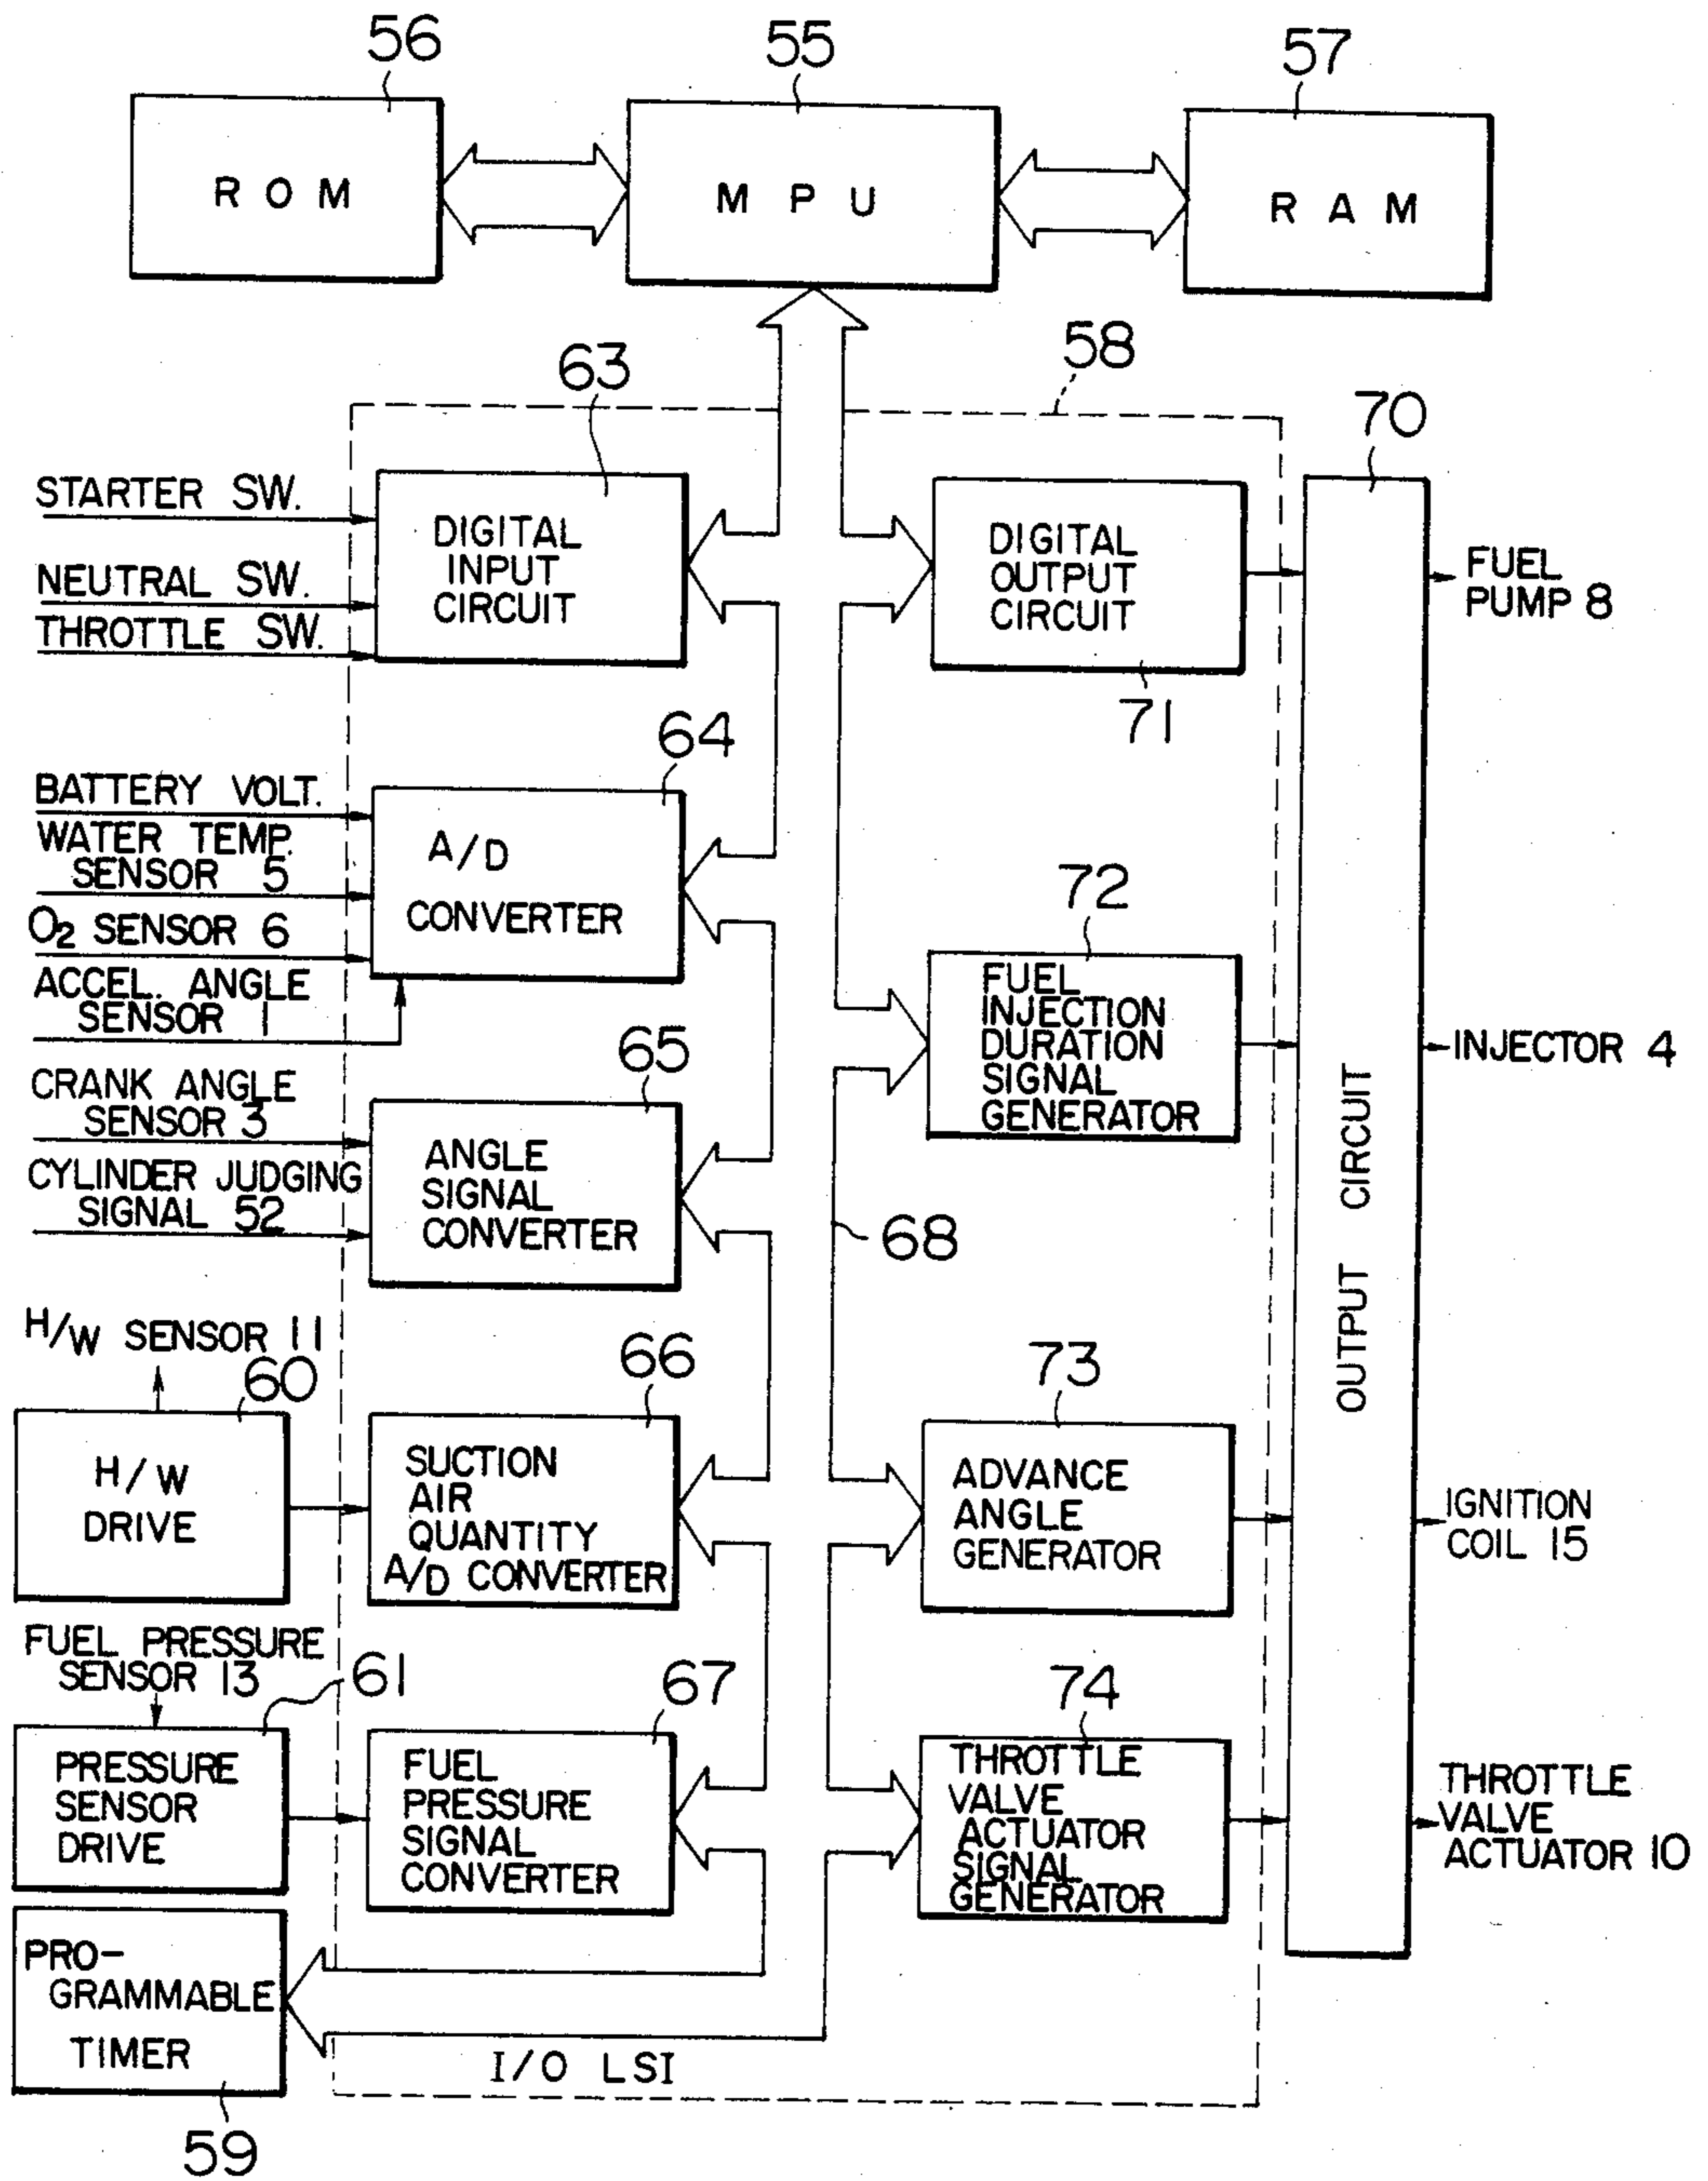 56
55
57
ROM
MPU
RAM
58
63
70
STARTER SW.
NEUTRAL SW.
THROTTLE SW.
DIGITAL
INPUT
CIRCUIT
DIGITAL
OUTPUT
CIRCUIT
71
FUEL
PUMP 8
64
BATTERY VOLT.
WATER TEMP.
SENSOR 5
O2 SENSOR 6
ACCEL. ANGLE
SENSOR 1
A/D
CONVERTER
72
FUEL
INJECTION
DURATION
SIGNAL
GENERATOR
INJECTOR 4
65
CRANK ANGLE
SENSOR 3
CYLINDER JUDGING
SIGNAL 52
ANGLE
SIGNAL
CONVERTER
68
OUTPUT CIRCUIT
H/W SENSOR 11
60
H/W
DRIVE
66
SUCTION
AIR
QUANTITY
A/D CONVERTER
73
ADVANCE
ANGLE
GENERATOR
IGNITION
COIL 15
FUEL PRESSURE
SENSOR 13
61
PRESSURE
SENSOR
DRIVE
67
FUEL
PRESSURE
SIGNAL
CONVERTER
74
THROTTLE
VALVE
ACTUATOR
SIGNAL
GENERATOR
THROTTLE
VALVE
ACTUATOR 10
PRO-
GRAMMABLE
TIMER
59
I/O LSI